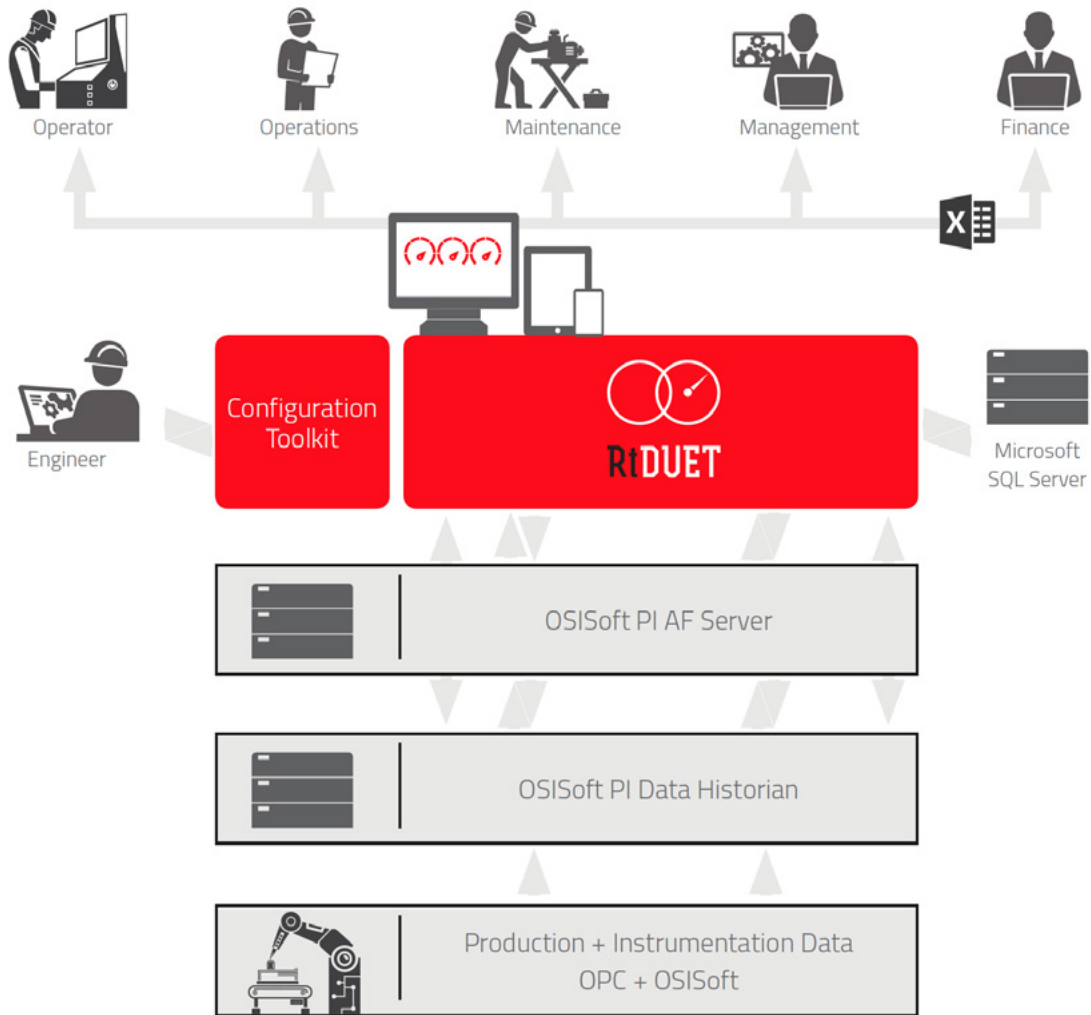 Operator
Operations
Maintenance
Management
Finance
X
Engineer
Configuration
Toolkit
RtDUET
Microsoft
SQL Server
OSISoft PI AF Server
OSISoft PI Data Historian
Production + Instrumentation Data
OPC + OSISoft